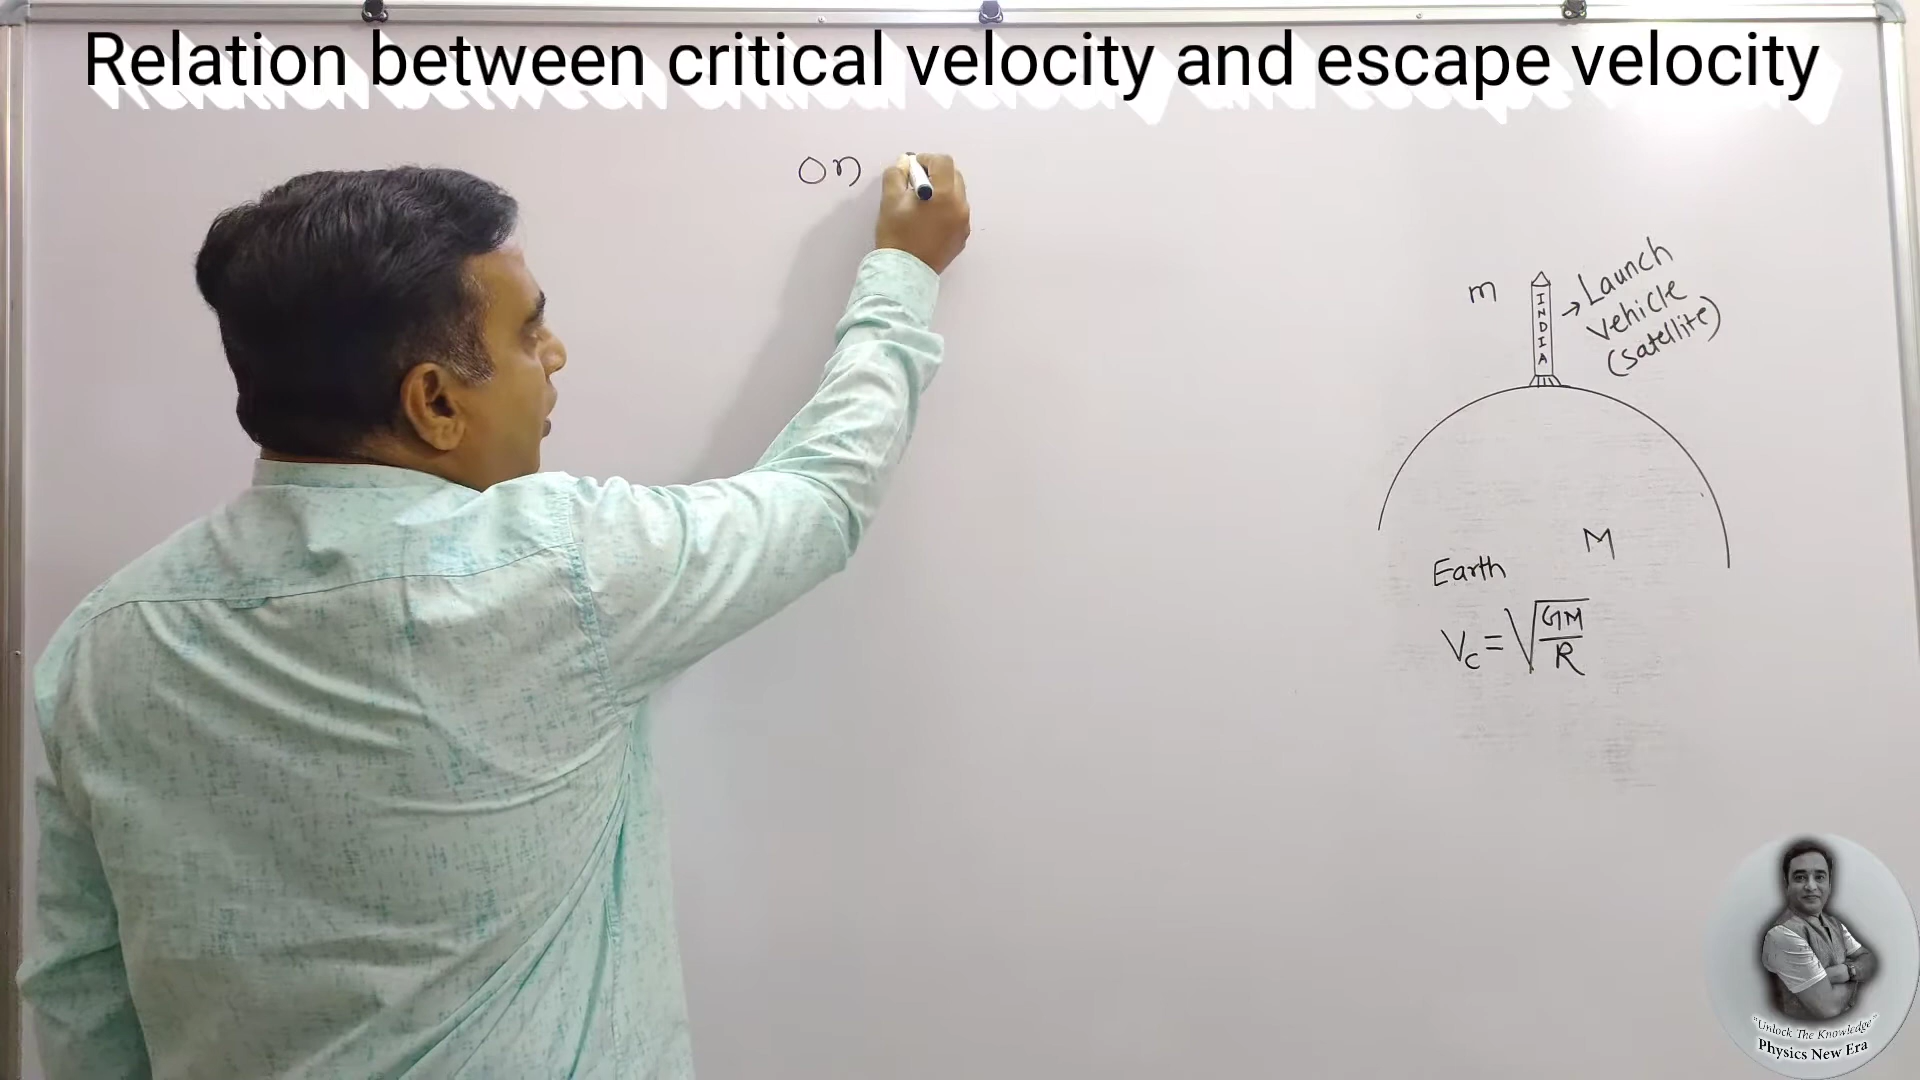 Relation between critical velocity and escape velocity
on
m
INDIA
→ Launch
vehicle
(satellite)
M
Earth
V_c = √(GM/R)
"Unlock The Knowledge"
Physics New Era